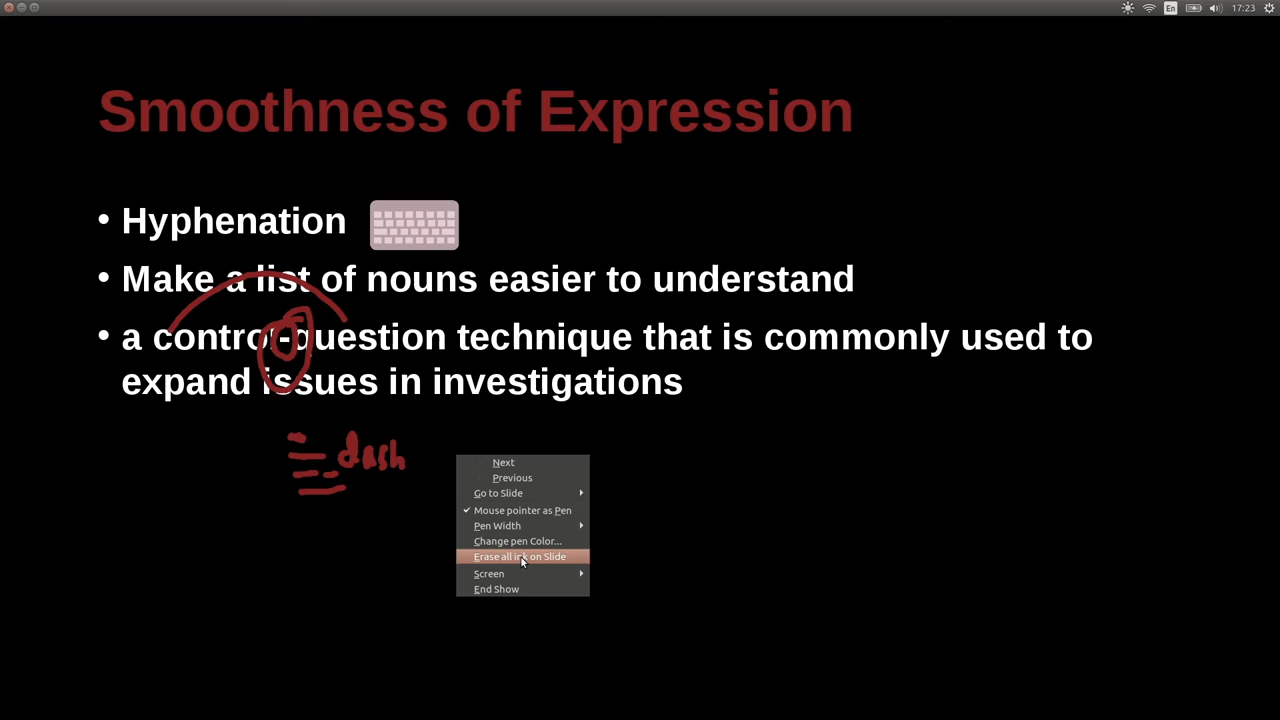 En
17:23
Smoothness of Expression
• Hyphenation
• Make a list of nouns easier to understand
• a control-question technique that is commonly used to
expand issues in investigations
dash
Next
Previous
Go to Slide
Mouse pointer as Pen
Pen Width
Change pen Color...
Erase all ink on Slide
Screen
End Show